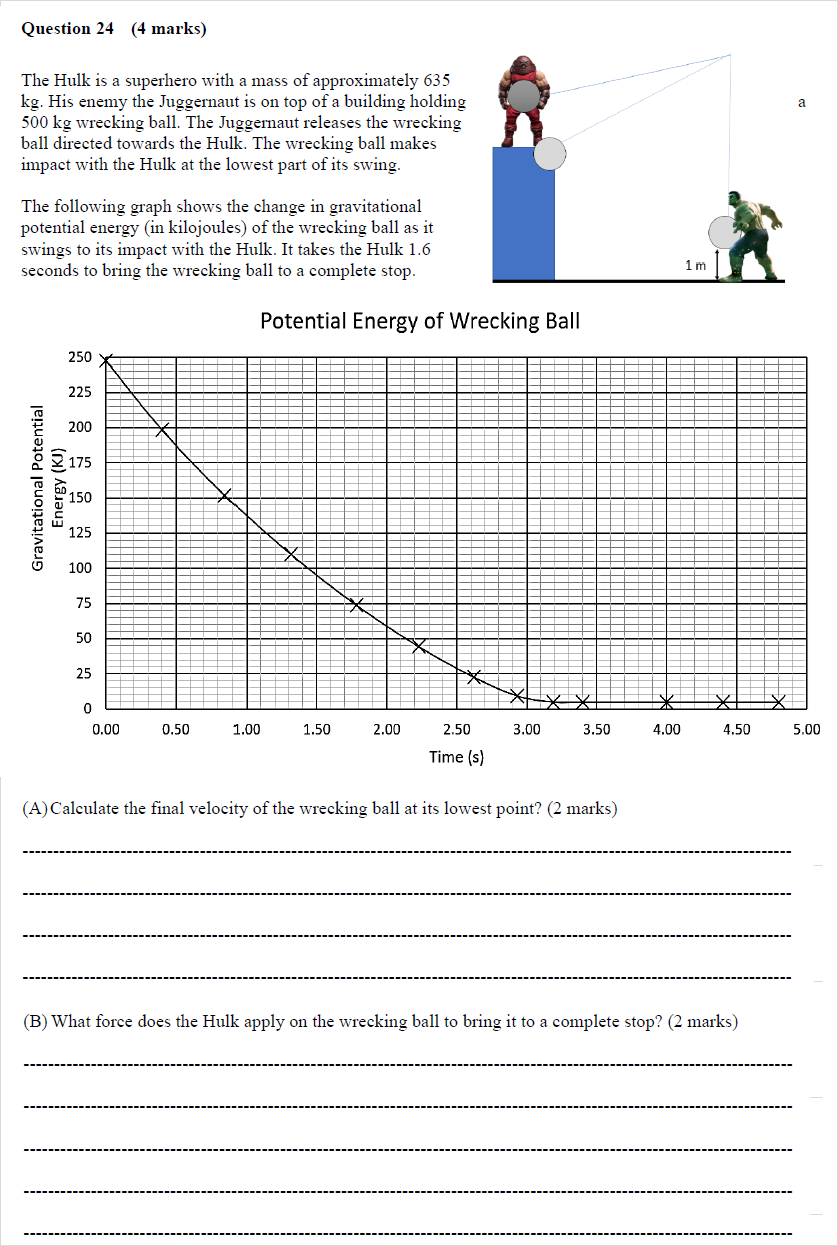 Question 24 (4 marks)
The Hulk is a superhero with a mass of approximately 635
kg. His enemy the Juggernaut is on top of a building holding
a
500 kg wrecking ball. The Juggernaut releases the wrecking
ball directed towards the Hulk. The wrecking ball makes
impact with the Hulk at the lowest part of its swing.
The following graph shows the change in gravitational
potential energy (in kilojoules) of the wrecking ball as it
swings to its impact with the Hulk. It takes the Hulk 1.6
seconds to bring the wrecking ball to a complete stop.
1 m
Potential Energy of Wrecking Ball
Gravitational Potential
Energy (KJ)
250
225
200
175
150
125
100
75
50
25
0
0.00 0.50 1.00 1.50 2.00 2.50 3.00 3.50 4.00 4.50 5.00
Time (s)
(A) Calculate the final velocity of the wrecking ball at its lowest point? (2 marks)
(B) What force does the Hulk apply on the wrecking ball to bring it to a complete stop? (2 marks)